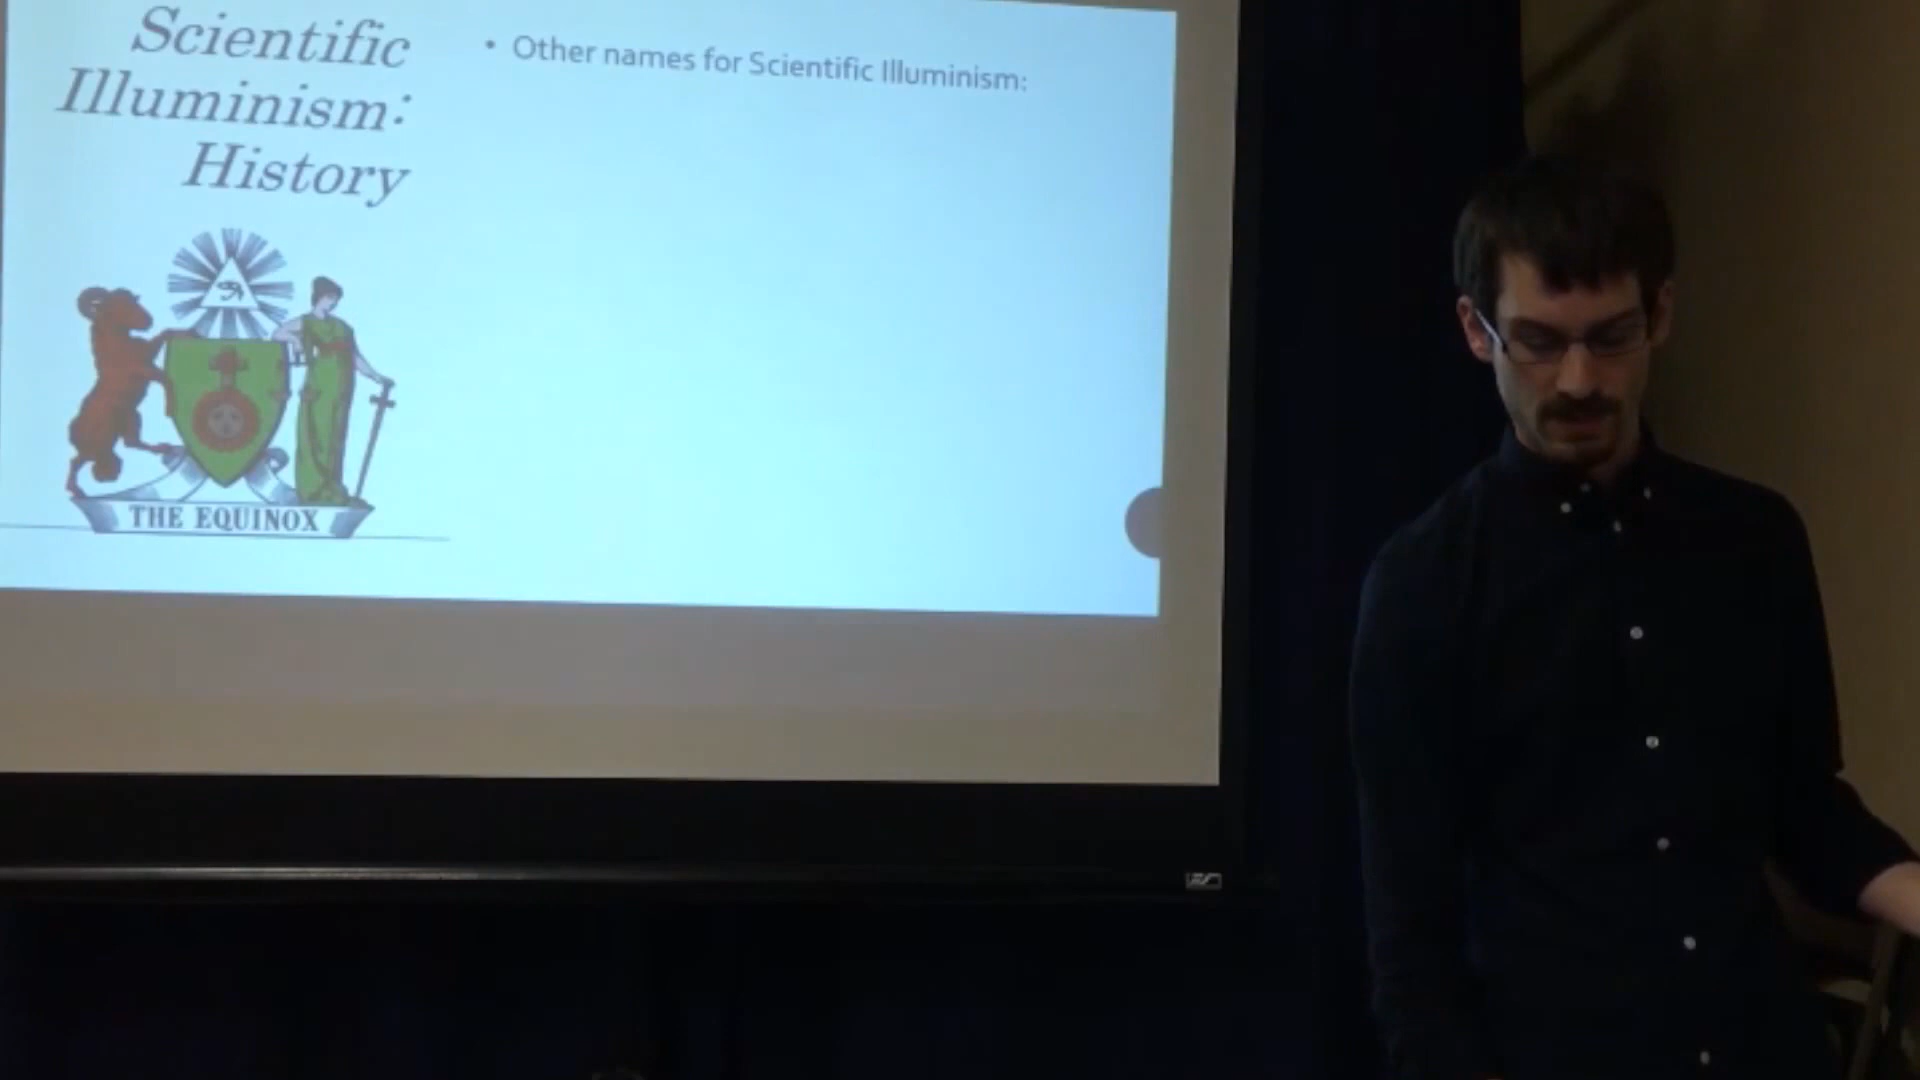 Scientific
Illuminism:
History
• Other names for Scientific Illuminism:
THE EQUINOX